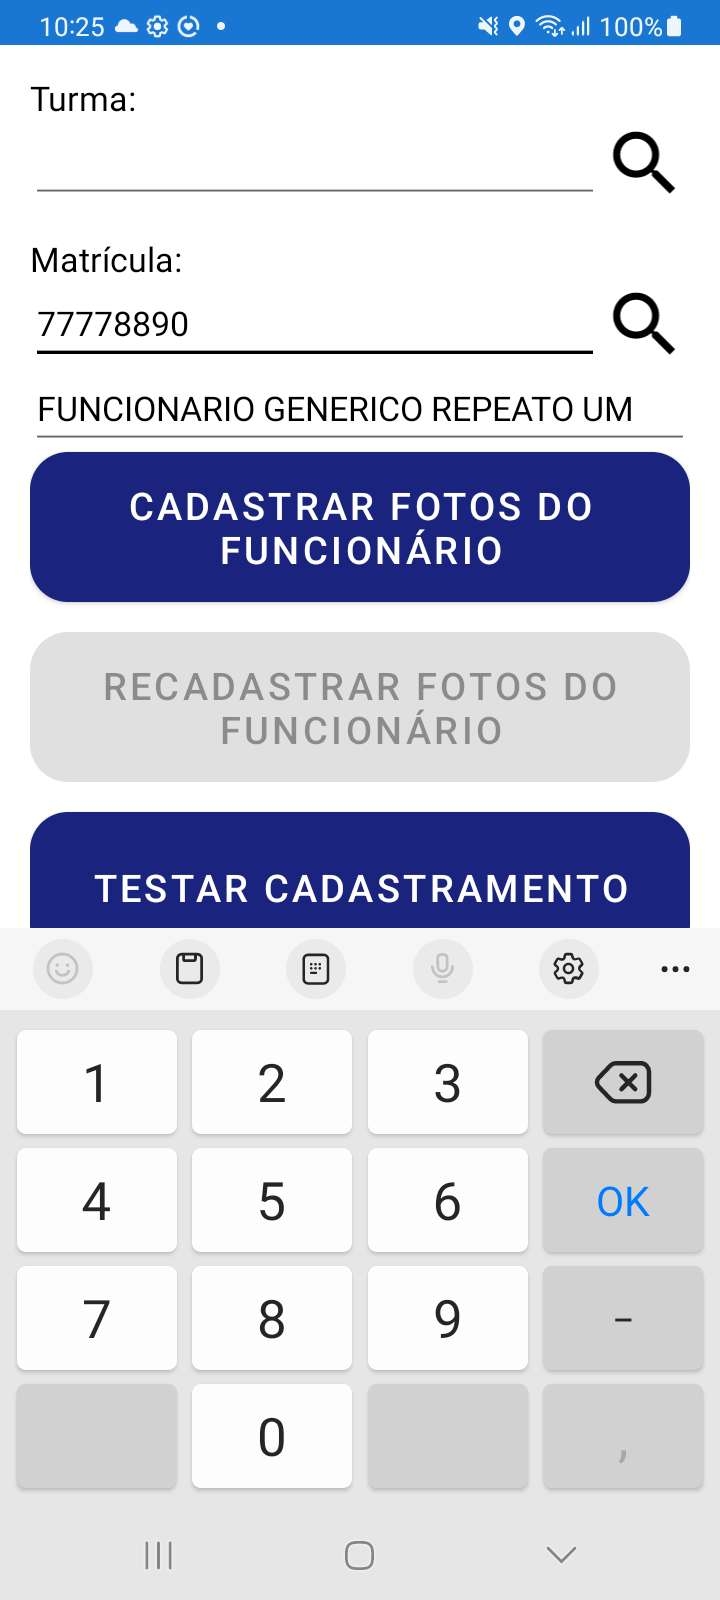 10:25 100%
Turma:
Matrícula:
77778890
FUNCIONARIO GENERICO REPEATO UM
CADASTRAR FOTOS DO
FUNCIONÁRIO
RECADASTRAR FOTOS DO
FUNCIONÁRIO
TESTAR CADASTRAMENTO
1 2 3
4 5 6 OK
7 8 9 -
0 ,